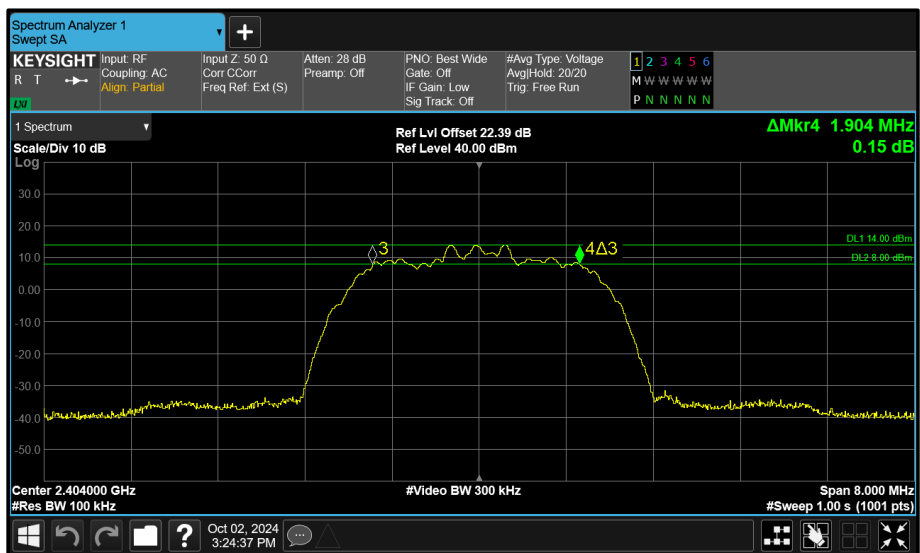 Spectrum Analyzer 1
Swept SA
KEYSIGHT
R T
LXI
Input: RF
Coupling: AC
Align: Partial
Input Z: 50 Ω
Corr CCorr
Freq Ref: Ext (S)
Atten: 28 dB
Preamp: Off
PNO: Best Wide
Gate: Off
IF Gain: Low
Sig Track: Off
#Avg Type: Voltage
Avg|Hold: 20/20
Trig: Free Run
1 2 3 4 5 6
M W W W W W
P N N N N N
1 Spectrum
Scale/Div 10 dB
Log
Ref Lvl Offset 22.39 dB
Ref Level 40.00 dBm
ΔMkr4 1.904 MHz
0.15 dB
30.0
20.0
10.0
0.00
-10.0
-20.0
-30.0
-40.0
-50.0
3
4Δ3
DL1 14.00 dBm
DL2 8.00 dBm
Center 2.404000 GHz
#Res BW 100 kHz
#Video BW 300 kHz
Span 8.000 MHz
#Sweep 1.00 s (1001 pts)
?
Oct 02, 2024
3:24:37 PM